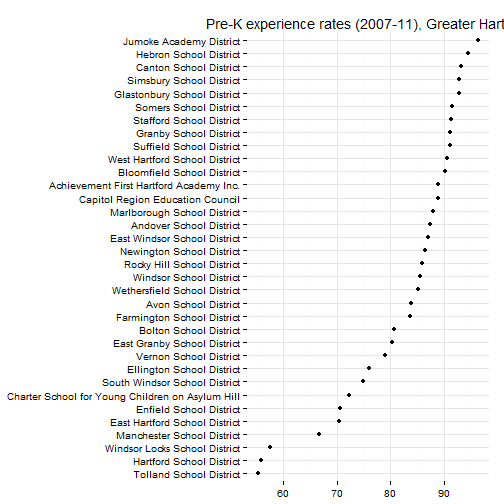 Pre-K experience rates (2007-11), Greater Hart
Jumoke Academy District
Hebron School District
Canton School District
Simsbury School District
Glastonbury School District
Somers School District
Stafford School District
Granby School District
Suffield School District
West Hartford School District
Bloomfield School District
Achievement First Hartford Academy Inc.
Capitol Region Education Council
Marlborough School District
Andover School District
East Windsor School District
Newington School District
Rocky Hill School District
Windsor School District
Wethersfield School District
Avon School District
Farmington School District
Bolton School District
East Granby School District
Vernon School District
Ellington School District
South Windsor School District
Charter School for Young Children on Asylum Hill
Enfield School District
East Hartford School District
Manchester School District
Windsor Locks School District
Hartford School District
Tolland School District
60 70 80 90